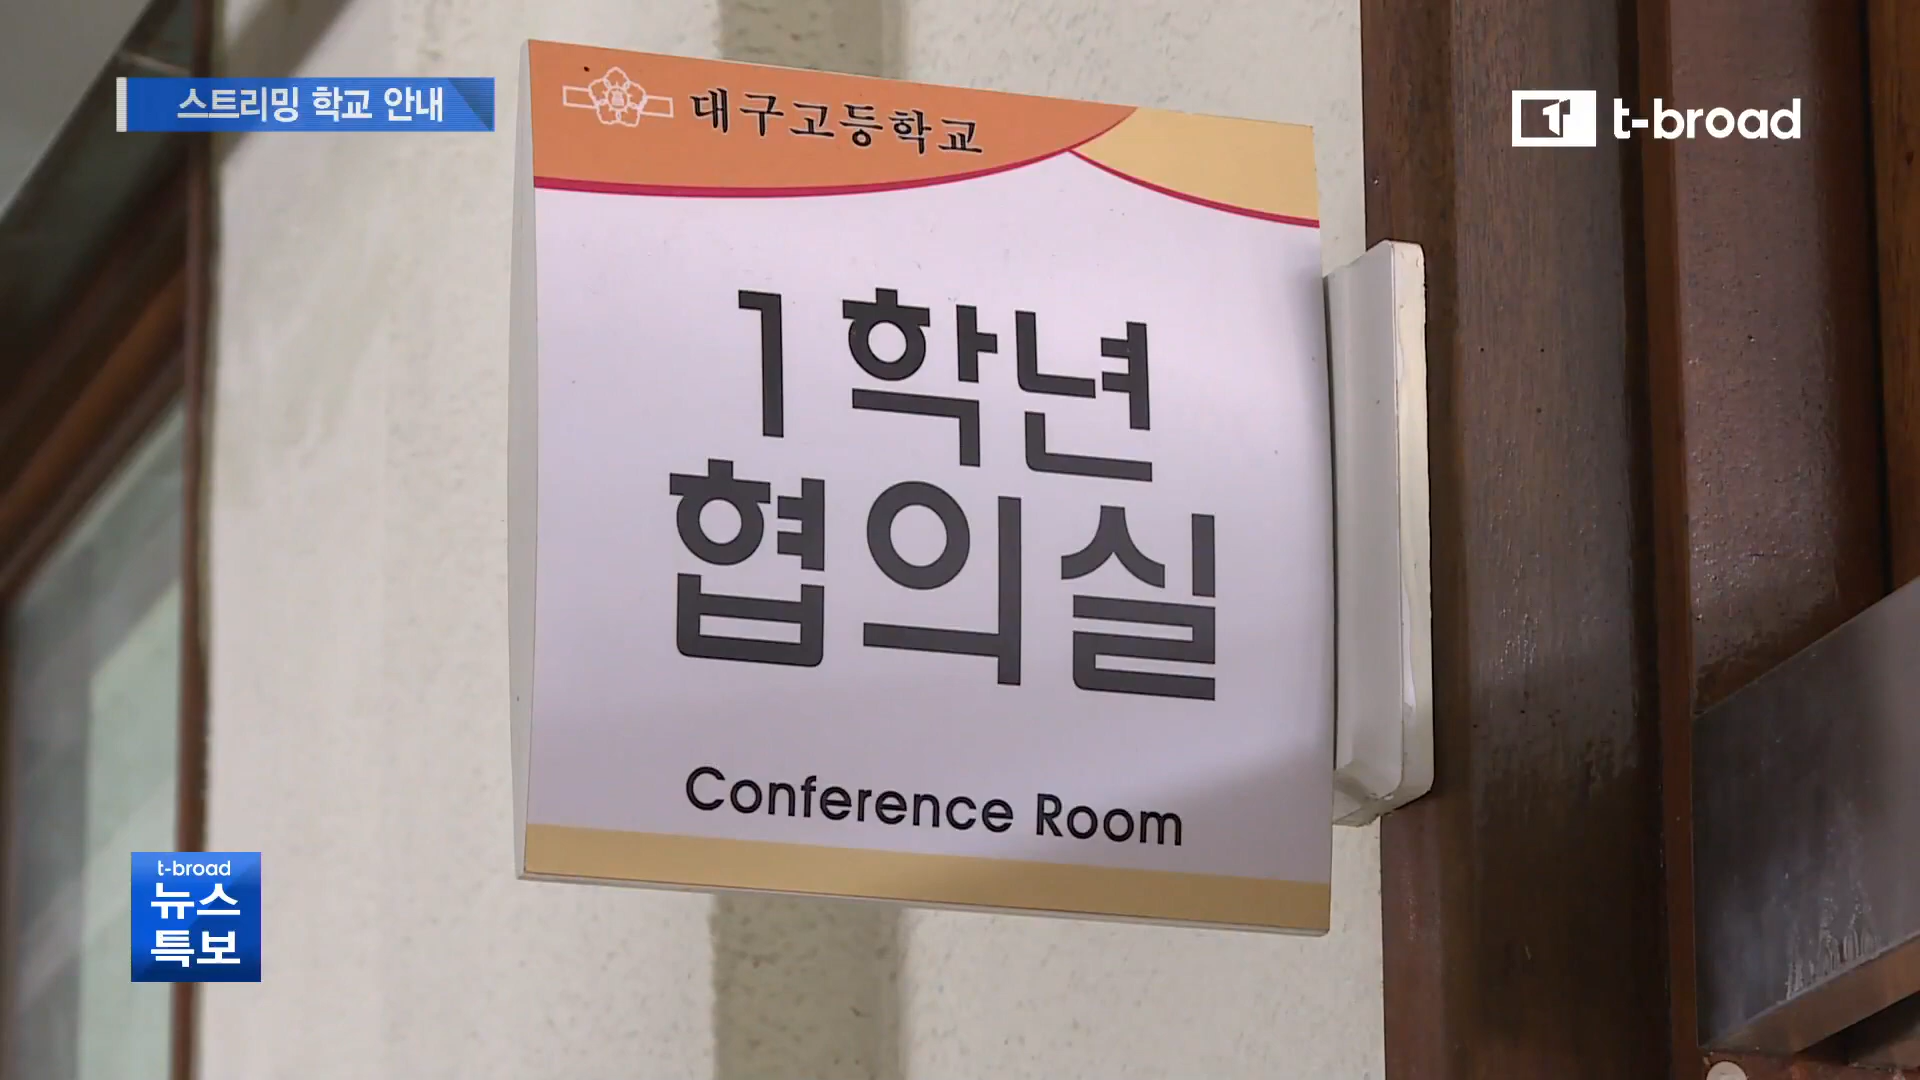 스트리밍 학교 안내
t-broad
대구고등학교
1학년
협의실
Conference Room
t-broad
뉴스
특보